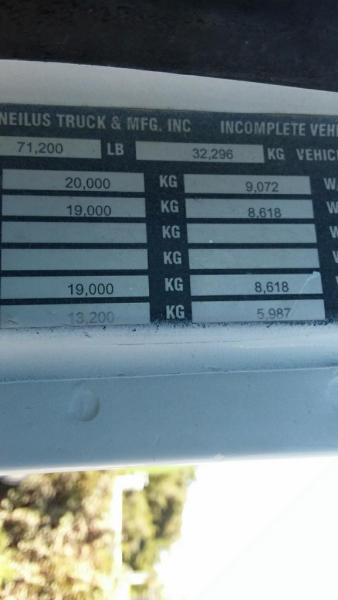 NEILUS TRUCK & MFG. INC INCOMPLETE VEHI
71,200 LB 32,296 KG VEHIC
20,000 KG 9,072 W
19,000 KG 8,618 W
KG W
KG W
19,000 KG 8,618 W
13,200 KG 5,987